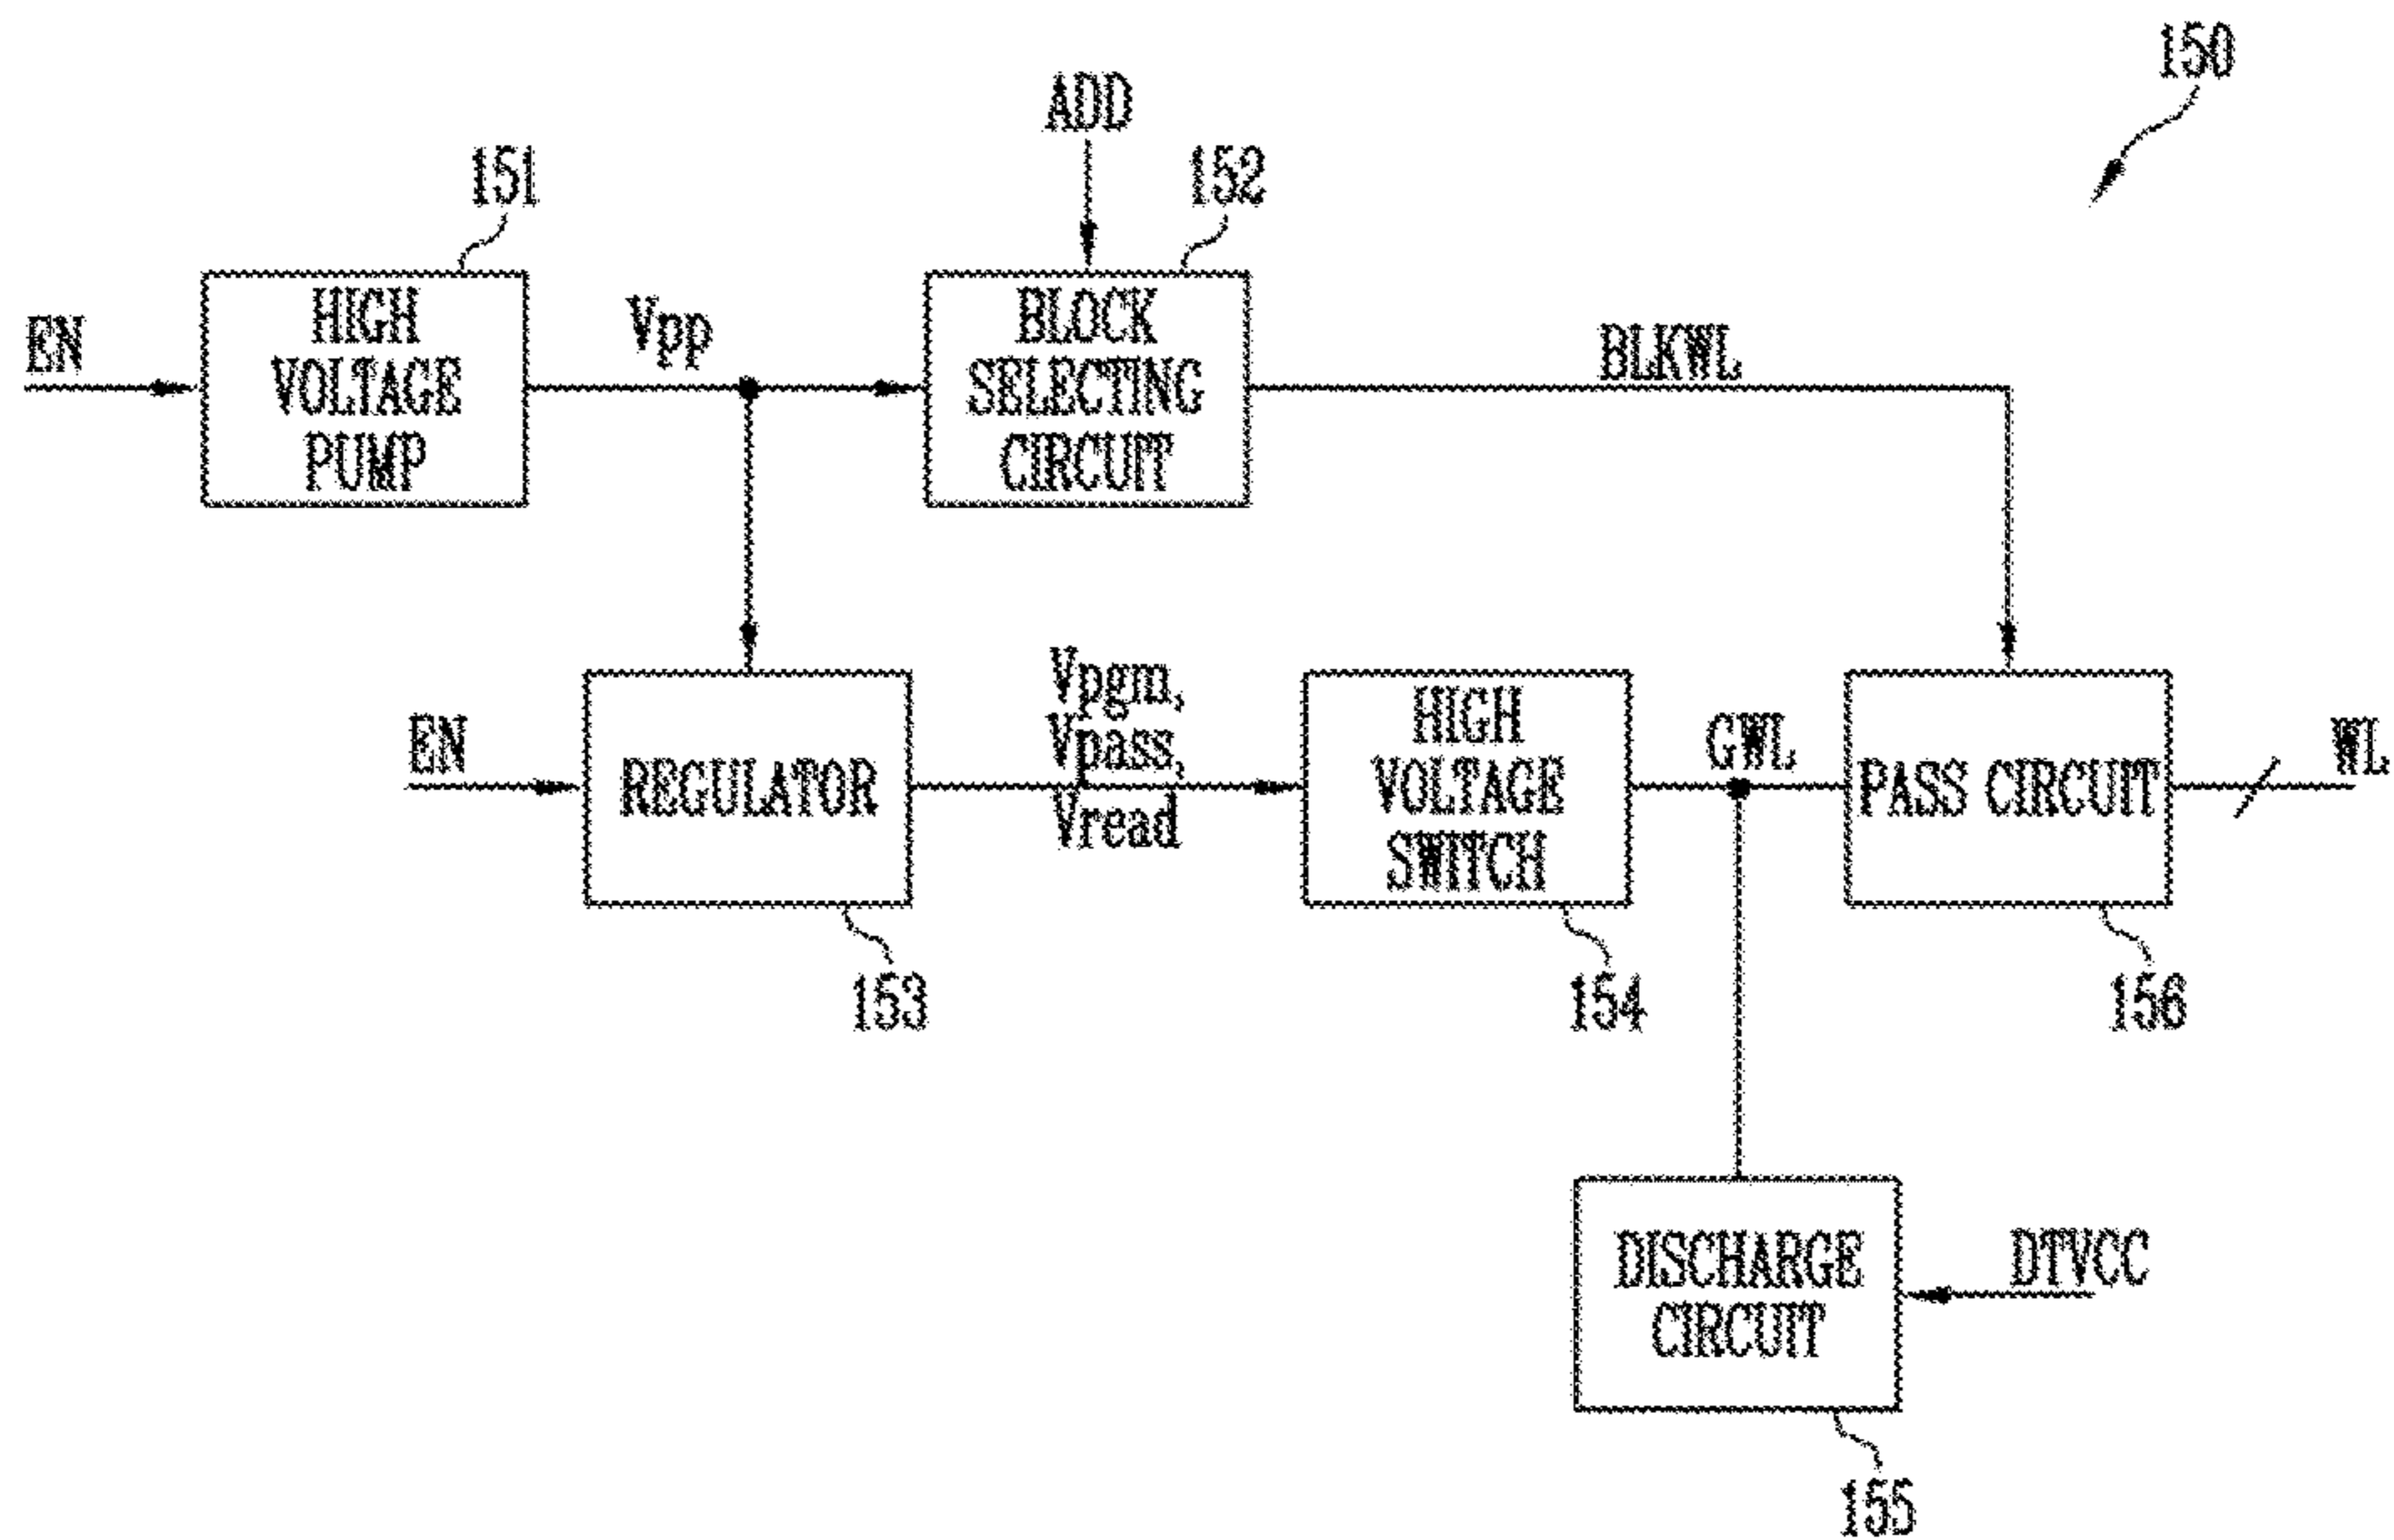 150
ADD
151
152
EN
HIGH
VOLTAGE
PUMP
Vpp
BLOCK
SELECTING
CIRCUIT
BLKWL
EN
REGULATOR
Vpgm,
Vpass,
Vread
HIGH
VOLTAGE
SWITCH
GWL
PASS CIRCUIT
WL
153
154
156
DISCHARGE
CIRCUIT
DTVCC
155